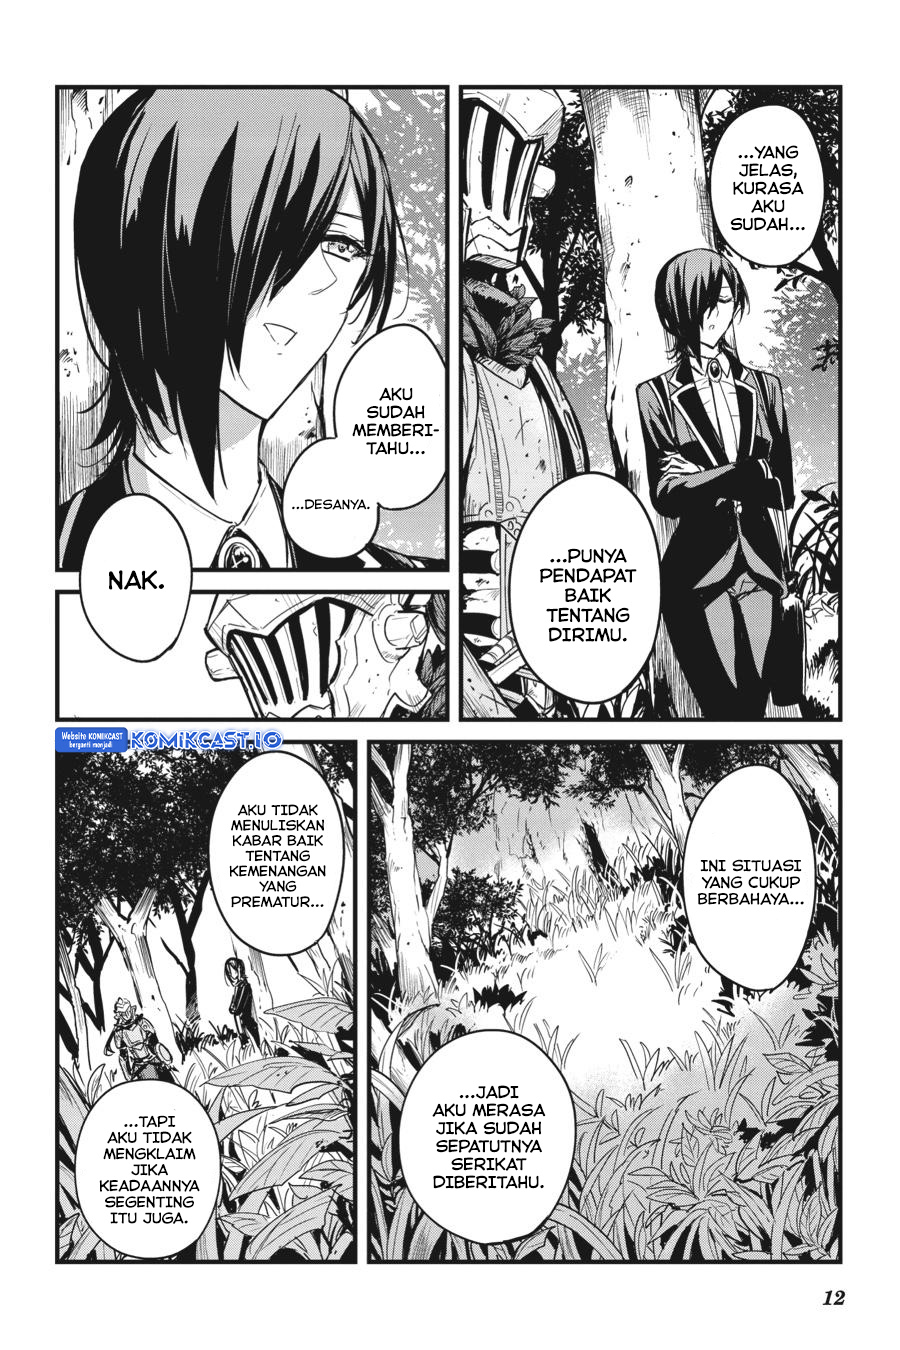 ...YANG
JELAS,
KURASA
AKU
SUDAH...
...PUNYA
PENDAPAT
BAIK
TENTANG
DIRIMU.
AKU
SUDAH
MEMBERI-
TAHU...
...DESANYA.
NAK.
INI SITUASI
YANG CUKUP
BERBAHAYA...
...JADI
AKU MERASA
JIKA SUDAH
SEPATUTNYA
SERIKAT
DIBERITAHU.
AKU TIDAK
MENULISKAN
KABAR BAIK
TENTANG
KEMENANGAN
YANG
PREMATUR...
...TAPI
AKU TIDAK
MENGKLAIM
JIKA
KEADAANNYA
SEGENTING
ITU JUGA.
Website KOMIKCAST
berganti menjadi
KOMIKCAST.IO
12